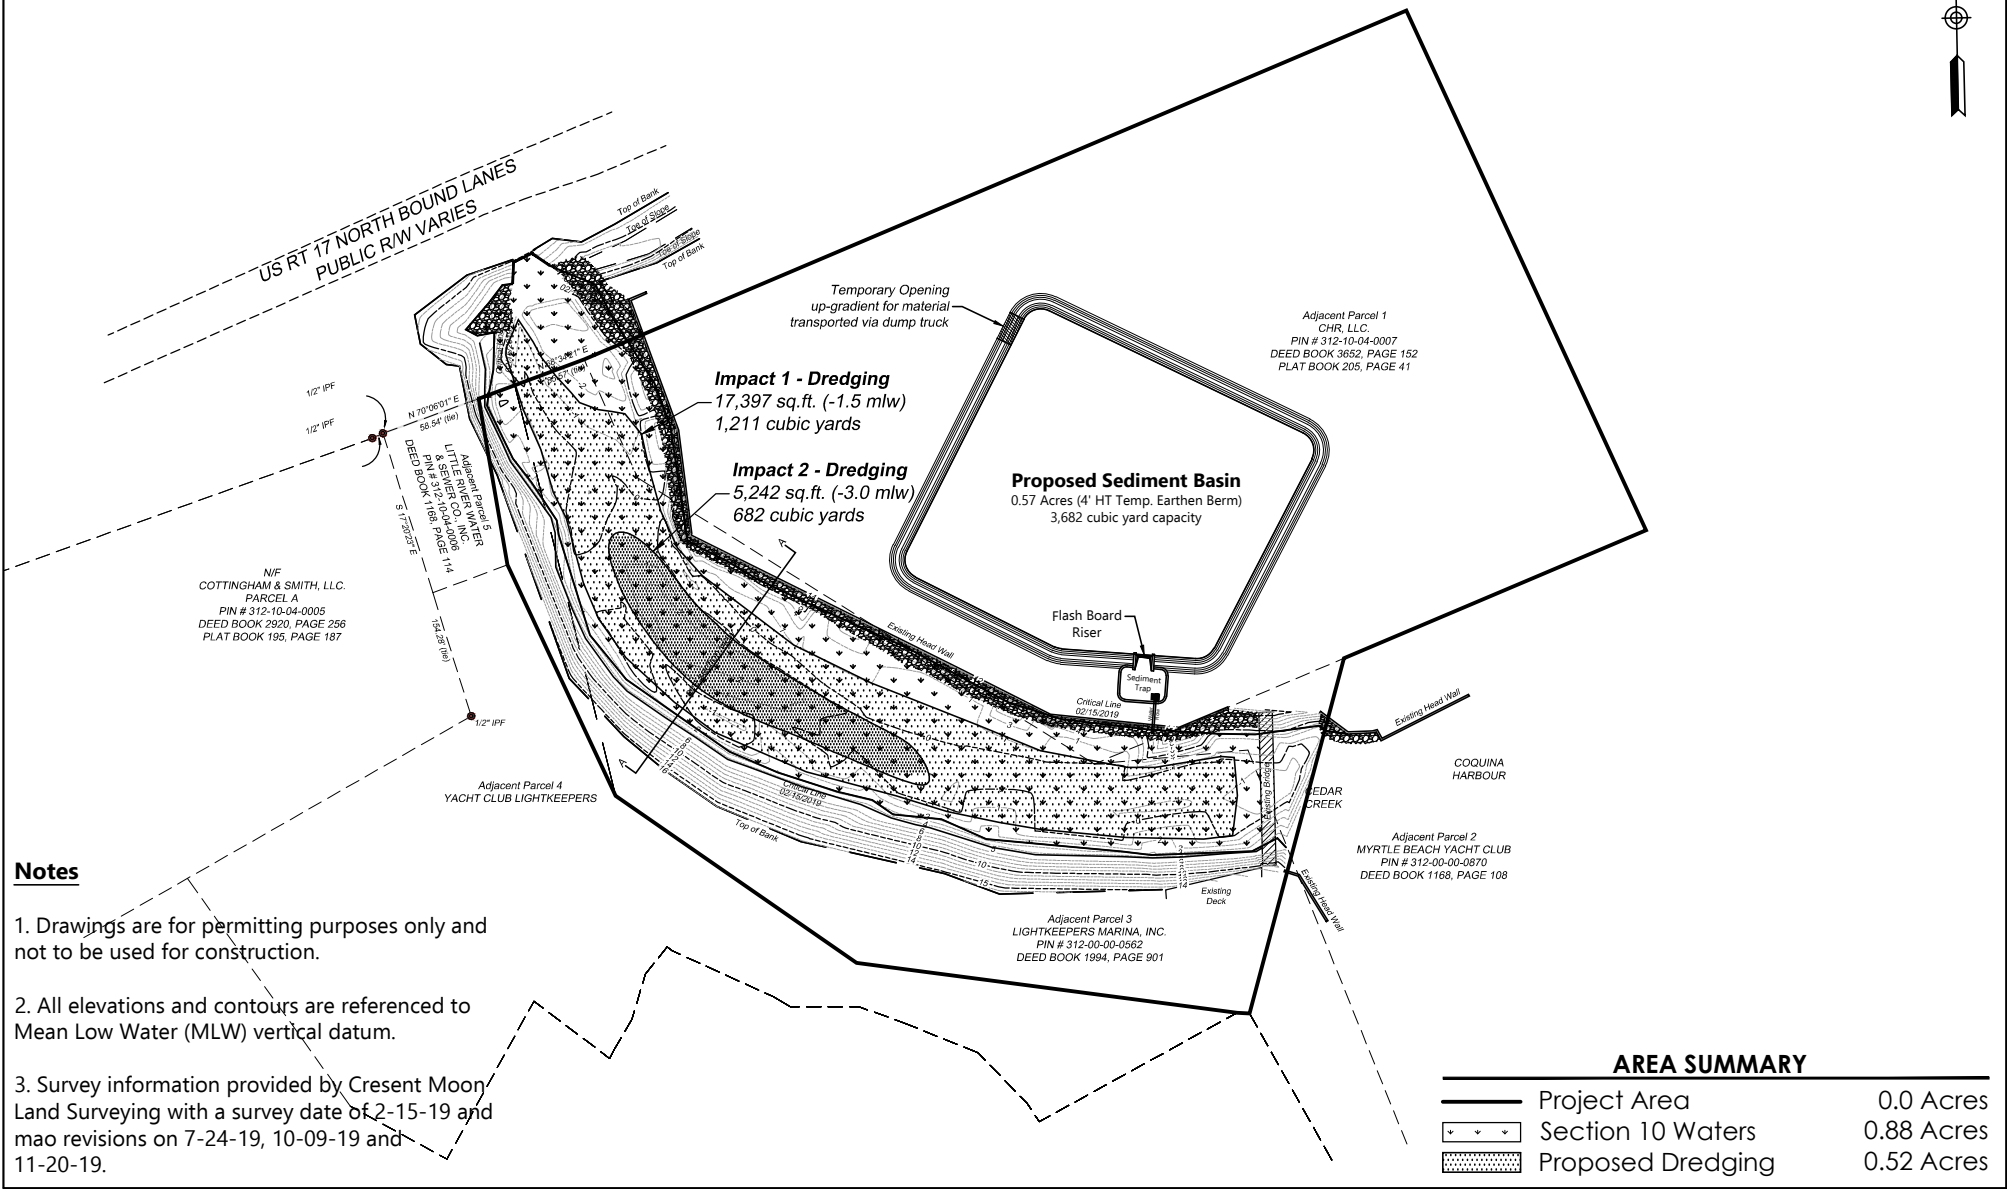 US RT 17 NORTH BOUND LANES
PUBLIC R/W VARIES
Top of Bank
Toe of Slope
Toe of Slope
Top of Bank
Temporary Opening
up-gradient for material
transported via dump truck
Adjacent Parcel 1
CHR, LLC.
PIN # 312-10-04-0007
DEED BOOK 3652, PAGE 152
PLAT BOOK 205, PAGE 41
Impact 1 - Dredging
17,397 sq.ft. (-1.5 mlw)
1,211 cubic yards
Impact 2 - Dredging
5,242 sq.ft. (-3.0 mlw)
682 cubic yards
Proposed Sediment Basin
0.57 Acres (4' HT Temp. Earthen Berm)
3,682 cubic yard capacity
1/2" IPF
1/2" IPF
N 70°06'01" E
58.54' (tie)
Adjacent Parcel 5
LITTLE RIVER WATER
& SEWER CO., INC.
PIN # 312-10-04-0006
DEED BOOK 1168, PAGE 114
S 17°20'23" E
154.28' (tie)
N/F
COTTINGHAM & SMITH, LLC.
PARCEL A
PIN # 312-10-04-0005
DEED BOOK 2920, PAGE 256
PLAT BOOK 195, PAGE 187
1/2" IPF
A
A
Existing Head Wall
Flash Board
Riser
Sediment
Trap
Critical Line
02/15/2019
Existing Head Wall
COQUINA
HARBOUR
CEDAR
CREEK
Existing Bridge
Adjacent Parcel 4
YACHT CLUB LIGHTKEEPERS
Critical Line
02/15/2019
Top of Bank
Adjacent Parcel 2
MYRTLE BEACH YACHT CLUB
PIN # 312-00-00-0870
DEED BOOK 1168, PAGE 108
Existing
Deck
Existing Head Wall
Adjacent Parcel 3
LIGHTKEEPERS MARINA, INC.
PIN # 312-00-00-0562
DEED BOOK 1994, PAGE 901
Notes
1. Drawings are for permitting purposes only and
not to be used for construction.
2. All elevations and contours are referenced to
Mean Low Water (MLW) vertical datum.
3. Survey information provided by Cresent Moon
Land Surveying with a survey date of 2-15-19 and
mao revisions on 7-24-19, 10-09-19 and
11-20-19.
AREA SUMMARY
Project Area 0.0 Acres
Section 10 Waters 0.88 Acres
Proposed Dredging 0.52 Acres